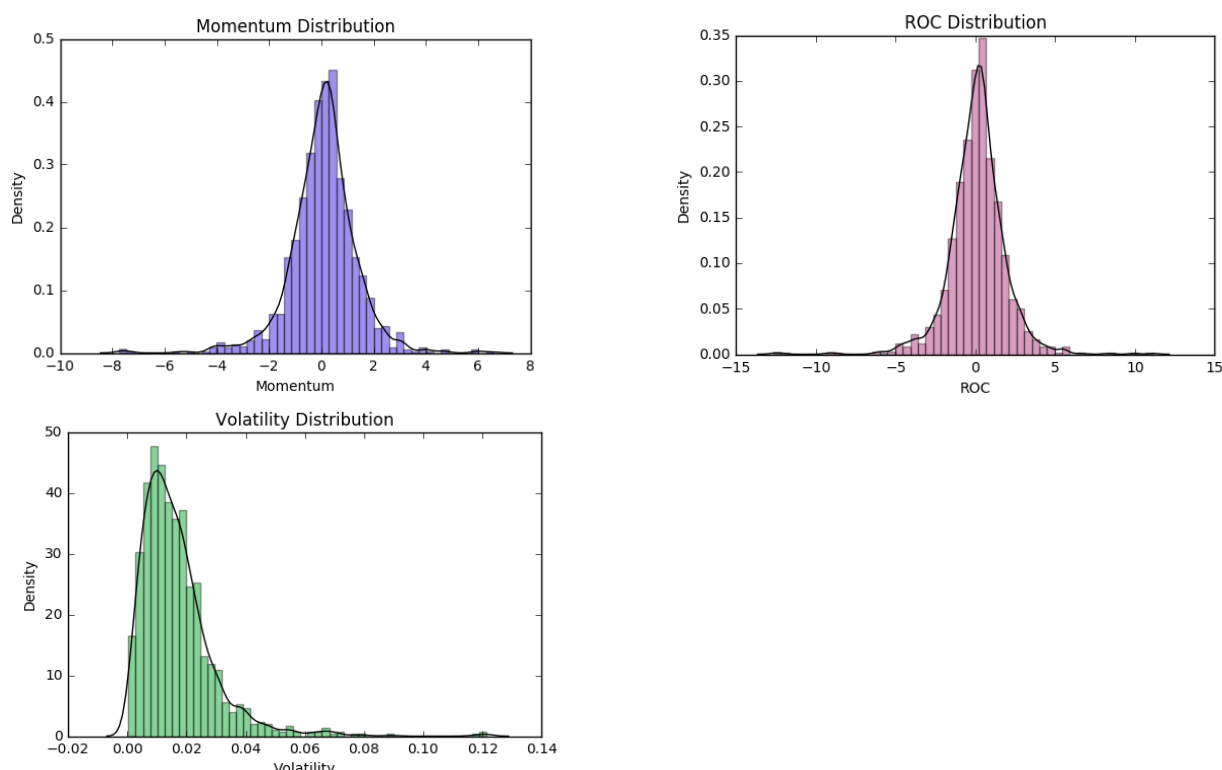 Momentum Distribution
0.5
0.4
0.3
0.2
0.1
0.0
Density
−10 −8 −6 −4 −2 0 2 4 6 8
Momentum
ROC Distribution
0.35
0.30
0.25
0.20
0.15
0.10
0.05
0.00
Density
−15 −10 −5 0 5 10 15
ROC
Volatility Distribution
50
40
30
20
10
0
Density
−0.02 0.00 0.02 0.04 0.06 0.08 0.10 0.12 0.14
Volatility